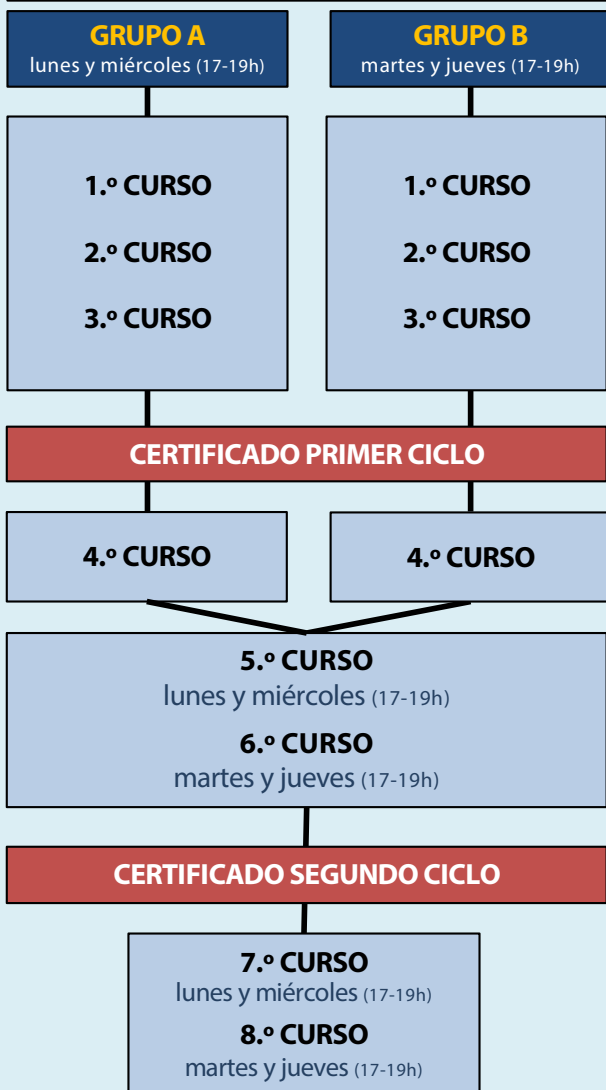 GRUPO A
lunes y miércoles (17-19h)
GRUPO B
martes y jueves (17-19h)
1.º CURSO
2.º CURSO
3.º CURSO
1.º CURSO
2.º CURSO
3.º CURSO
CERTIFICADO PRIMER CICLO
4.º CURSO
4.º CURSO
5.º CURSO
lunes y miércoles (17-19h)
6.º CURSO
martes y jueves (17-19h)
CERTIFICADO SEGUNDO CICLO
7.º CURSO
lunes y miércoles (17-19h)
8.º CURSO
martes y jueves (17-19h)